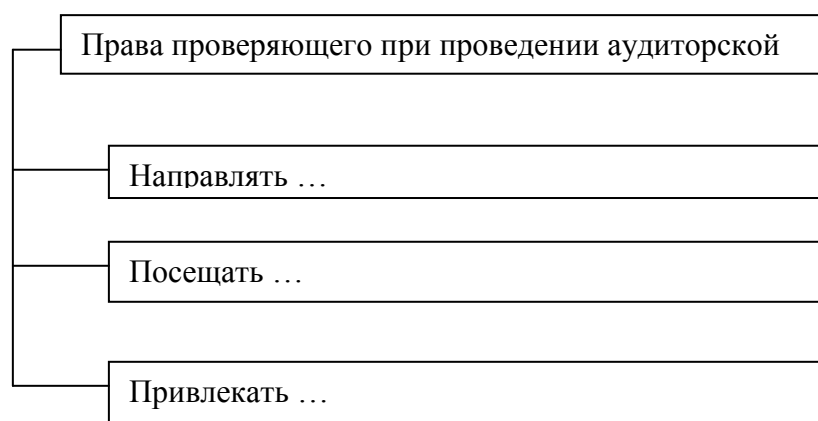 Права проверяющего при проведении аудиторской
Направлять …
Посещать …
Привлекать …